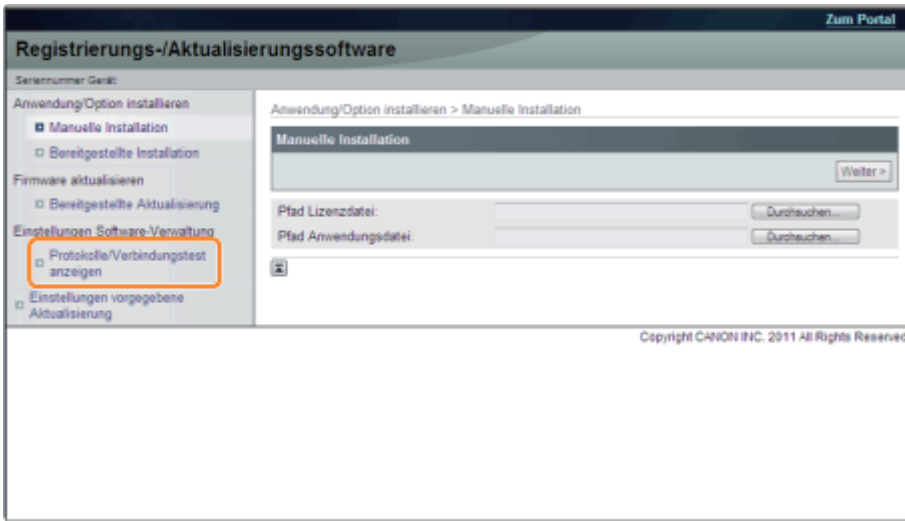 Zum Portal
Registrierungs-/Aktualisierungssoftware
Seriennummer Gerät:
Anwendung/Option installieren
Manuelle Installation
Bereitgestellte Installation
Firmware aktualisieren
Bereitgestellte Aktualisierung
Einstellungen Software-Verwaltung
Protokolle/Verbindungstest
anzeigen
Einstellungen vorgegebene
Aktualisierung
Anwendung/Option installieren > Manuelle Installation
Manuelle Installation
Weiter >
Pfad Lizenzdatei:
Durchsuchen...
Pfad Anwendungsdatei:
Durchsuchen...
Copyright CANON INC. 2011 All Rights Reserved